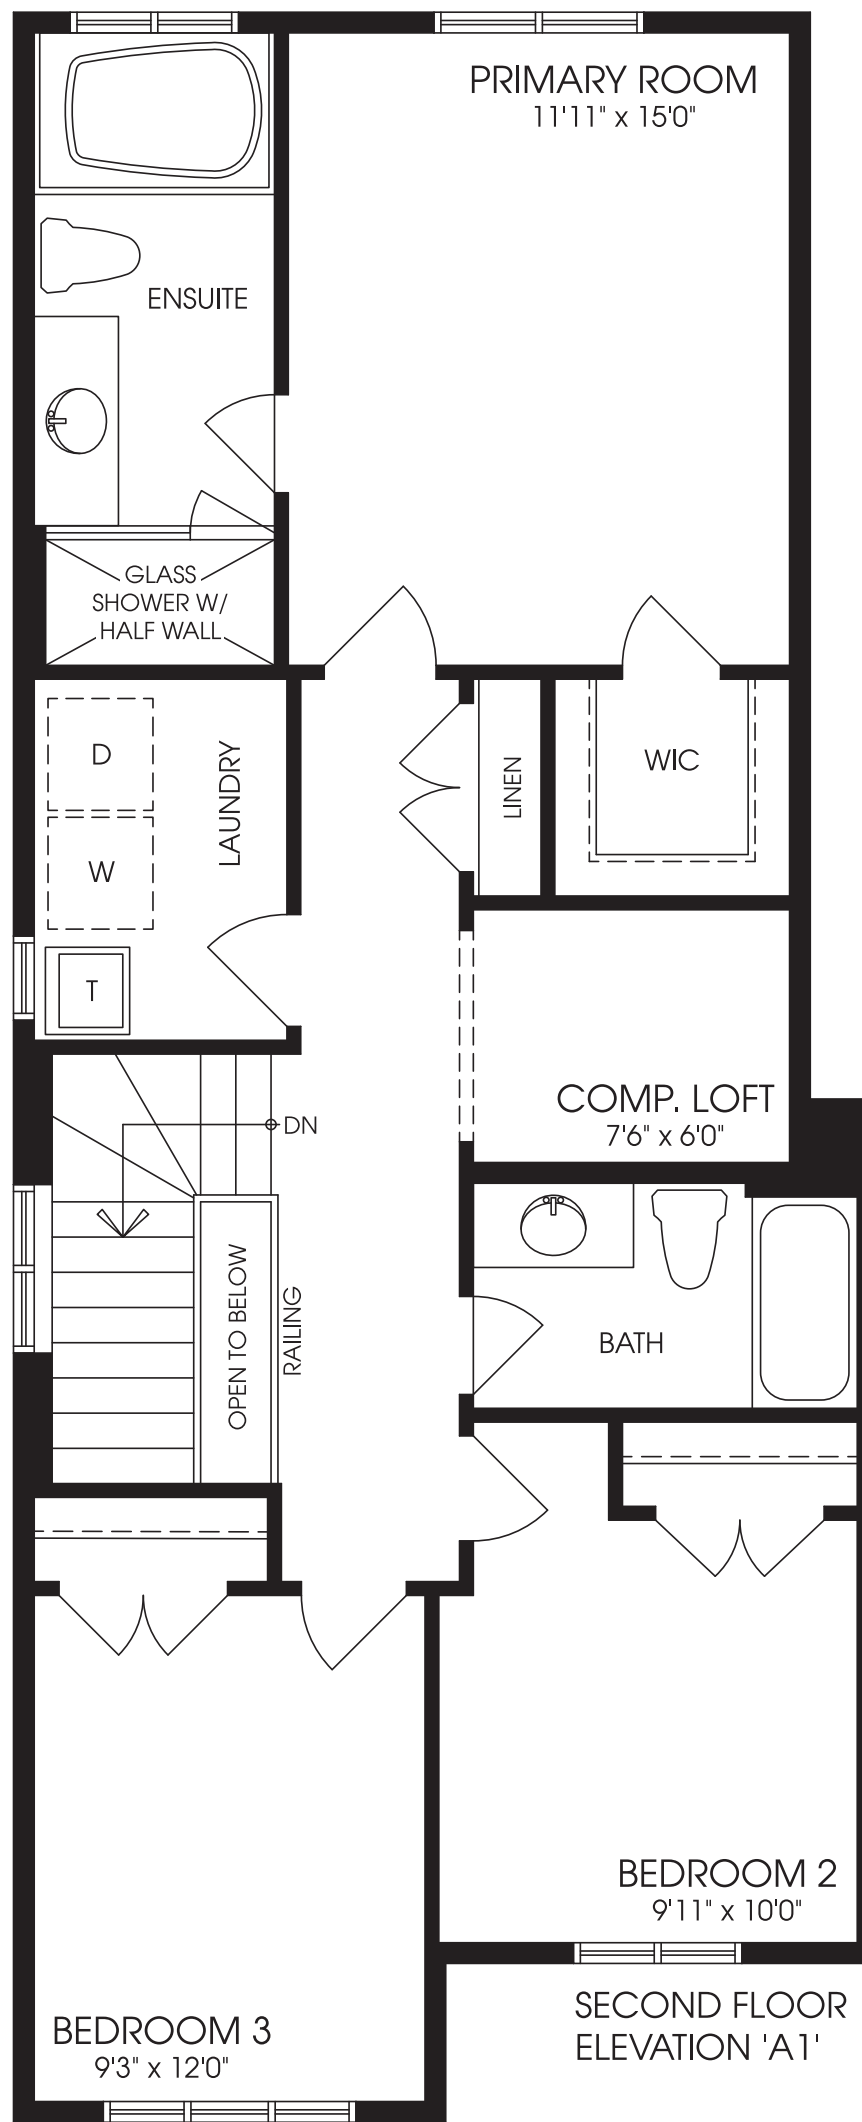 PRIMARY ROOM
11'11" x 15'0"
ENSUITE
GLASS
SHOWER W/
HALF WALL
D
LAUNDRY
W
T
LINEN
WIC
COMP. LOFT
7'6" x 6'0"
DN
OPEN TO BELOW
RAILING
BATH
BEDROOM 2
9'11" x 10'0"
SECOND FLOOR
ELEVATION 'A1'
BEDROOM 3
9'3" x 12'0"